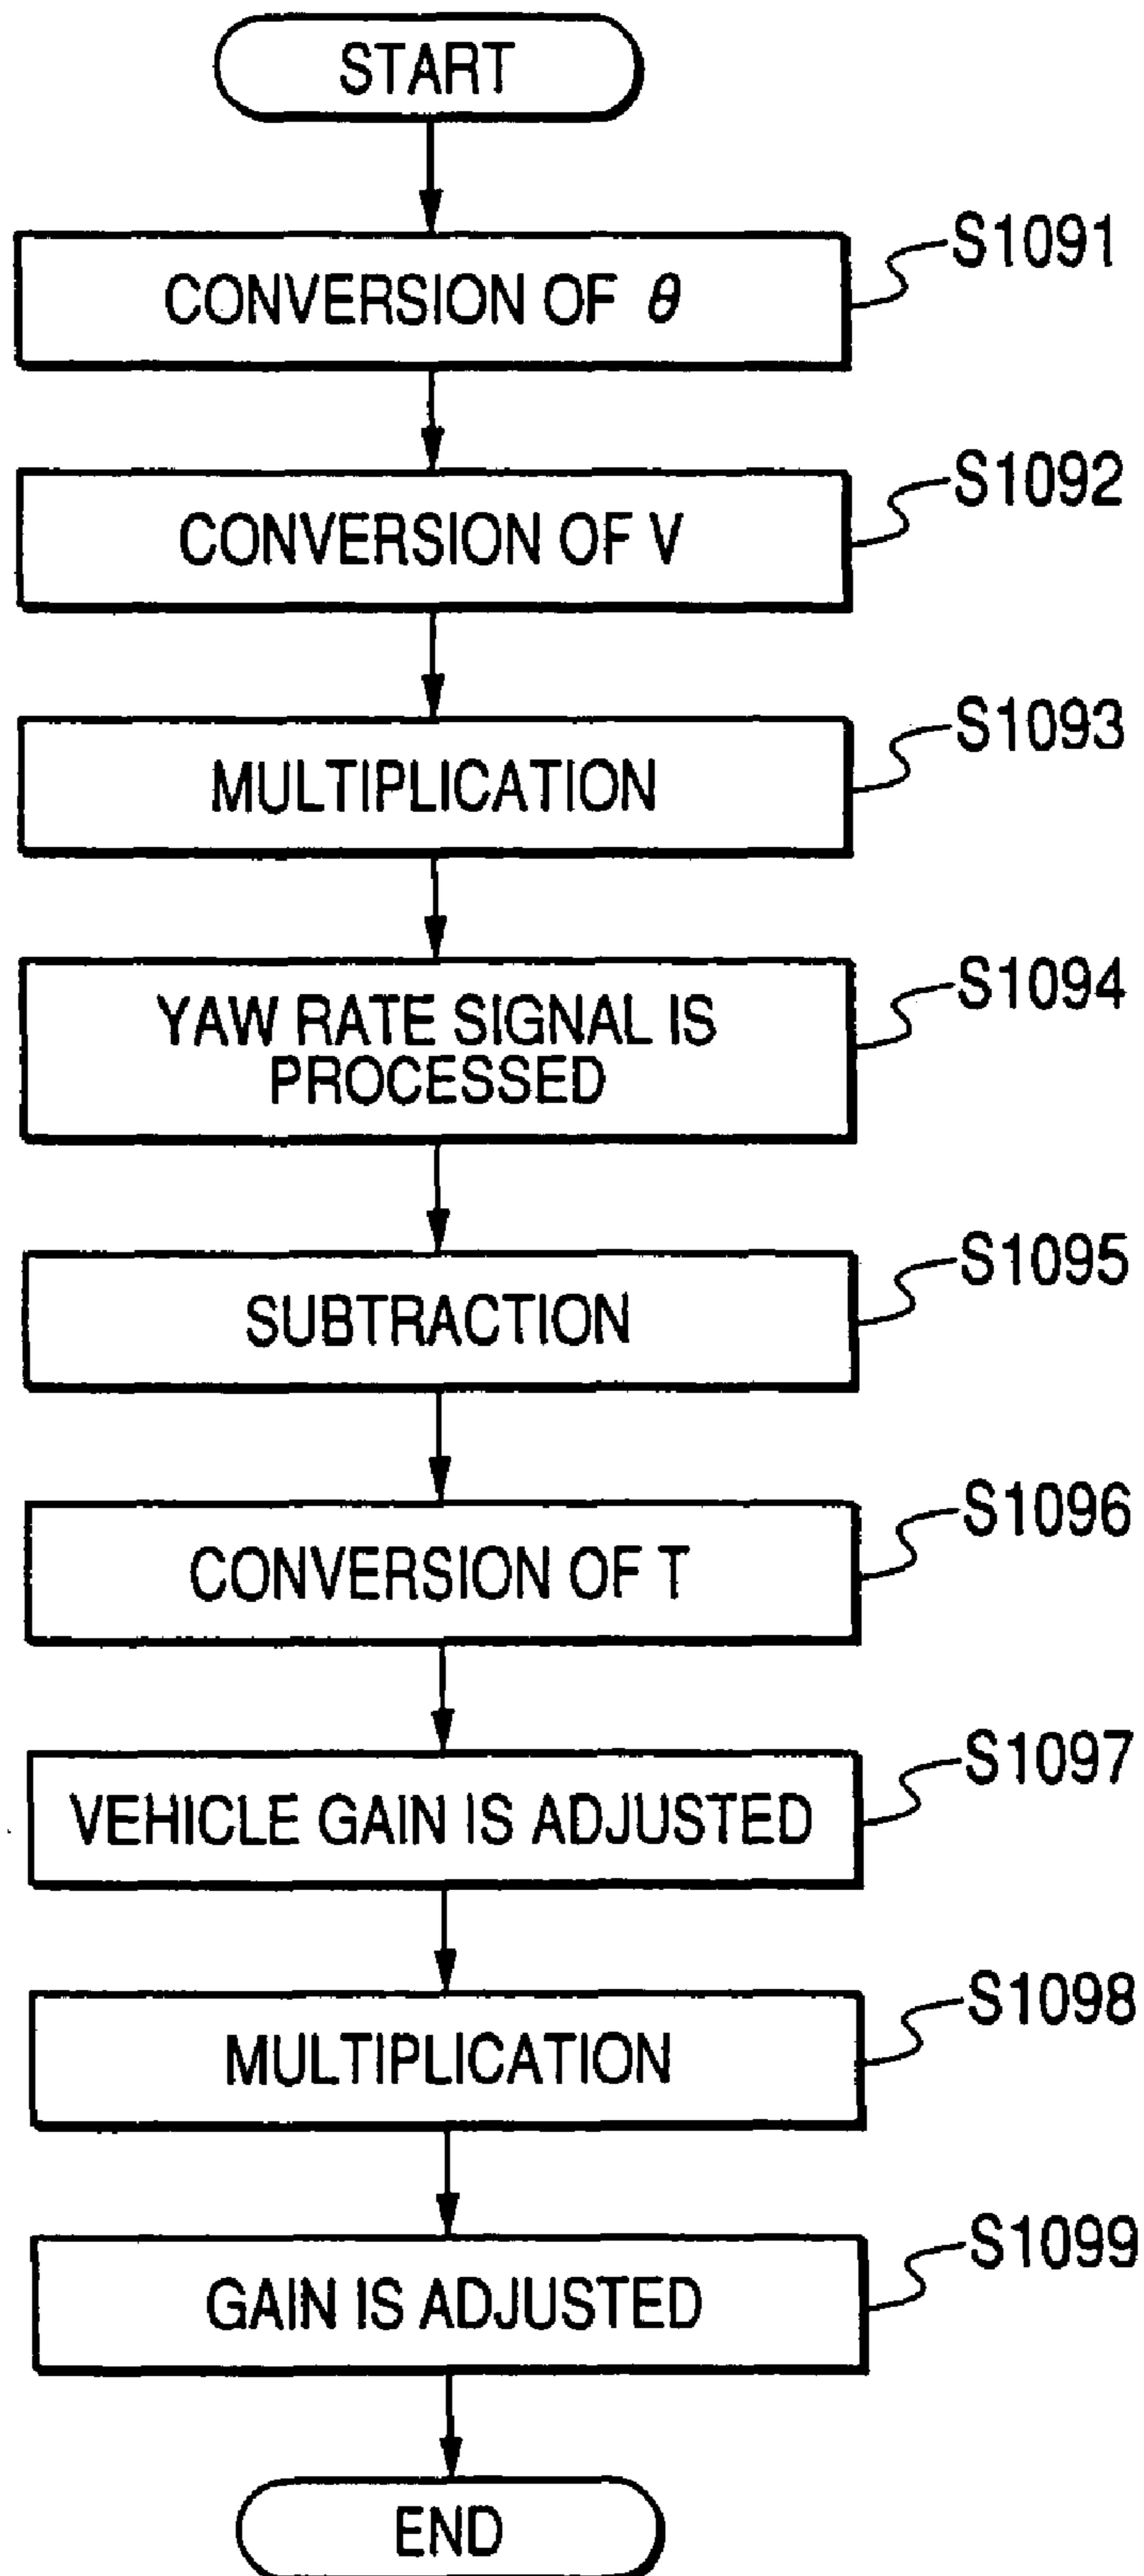 START
CONVERSION OF θ
S1091
CONVERSION OF V
S1092
MULTIPLICATION
S1093
YAW RATE SIGNAL IS
PROCESSED
S1094
SUBTRACTION
S1095
CONVERSION OF T
S1096
VEHICLE GAIN IS ADJUSTED
S1097
MULTIPLICATION
S1098
GAIN IS ADJUSTED
S1099
END